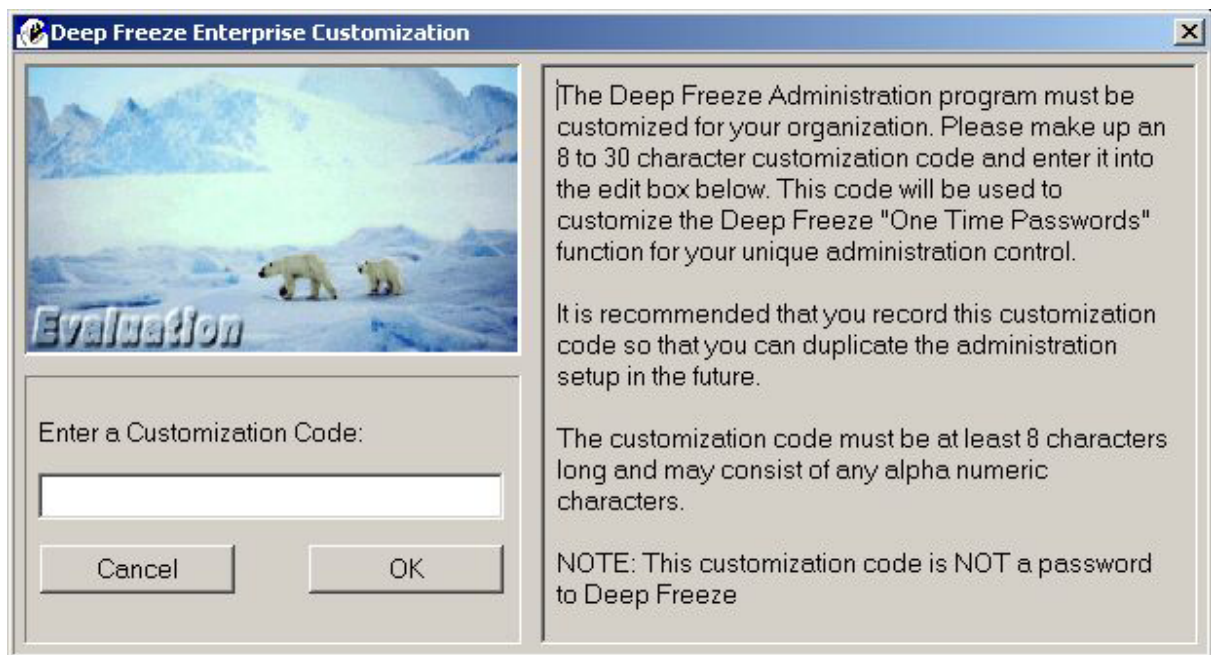 Deep Freeze Enterprise Customization
Evaluation
Enter a Customization Code:
Cancel
OK
The Deep Freeze Administration program must be
customized for your organization. Please make up an
8 to 30 character customization code and enter it into
the edit box below. This code will be used to
customize the Deep Freeze "One Time Passwords"
function for your unique administration control.
It is recommended that you record this customization
code so that you can duplicate the administration
setup in the future.
The customization code must be at least 8 characters
long and may consist of any alpha numeric
characters.
NOTE: This customization code is NOT a password
to Deep Freeze